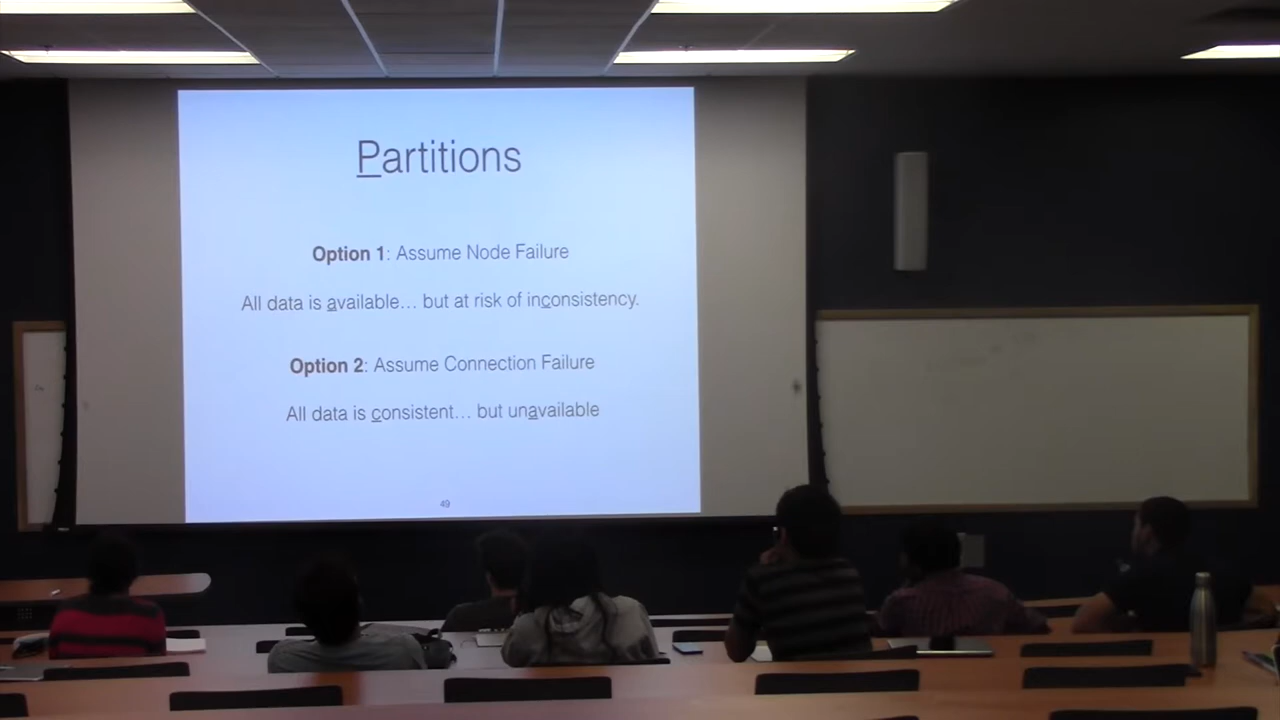 Partitions
Option 1: Assume Node Failure
All data is available… but at risk of inconsistency.
Option 2: Assume Connection Failure
All data is consistent… but unavailable
49